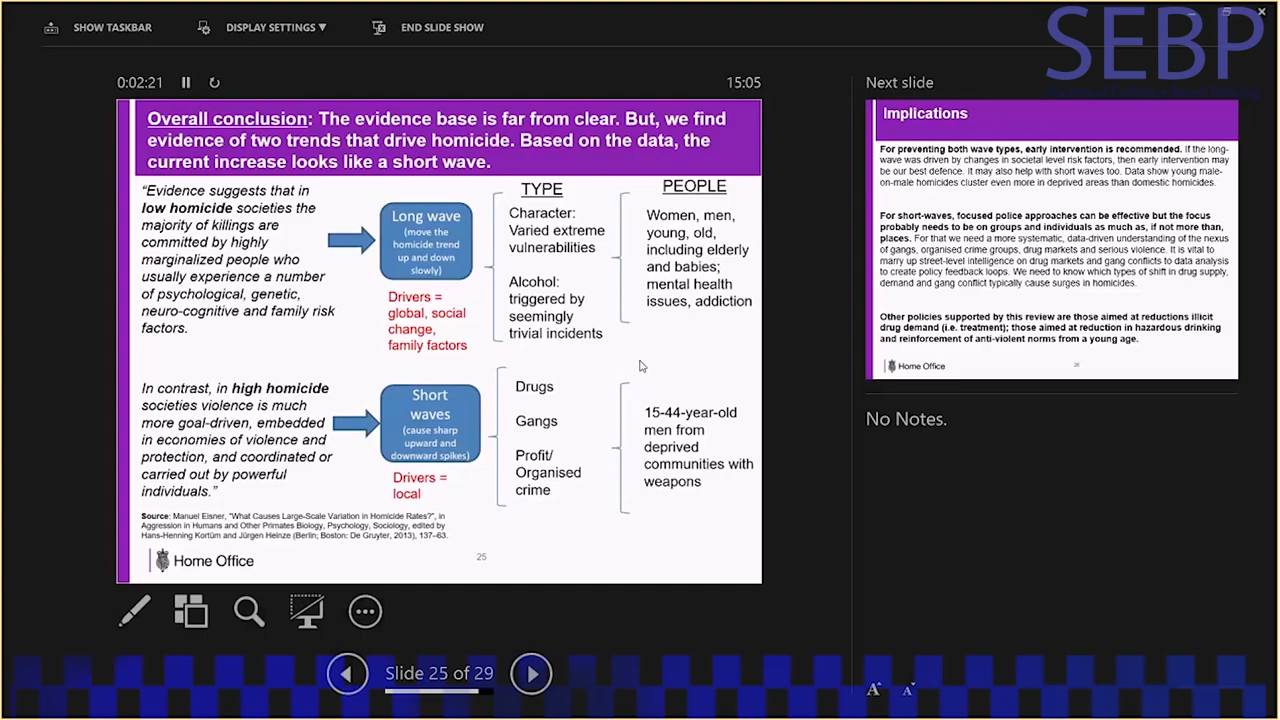 SHOW TASKBAR
DISPLAY SETTINGS ▼
END SLIDE SHOW
SEBP
0:02:21
15:05
Overall conclusion: The evidence base is far from clear. But, we find
evidence of two trends that drive homicide. Based on the data, the
current increase looks like a short wave.
“Evidence suggests that in
low homicide societies the
majority of killings are
committed by highly
marginalized people who
usually experience a number
of psychological, genetic,
neuro-cognitive and family risk
factors.
Long wave
(move the
homicide trend
up and down
slowly)
Drivers =
global, social
change,
family factors
TYPE
Character:
Varied extreme
vulnerabilities
Alcohol:
triggered by
seemingly
trivial incidents
PEOPLE
Women, men,
young, old,
including elderly
and babies;
mental health
issues, addiction
In contrast, in high homicide
societies violence is much
more goal-driven, embedded
in economies of violence and
protection, and coordinated or
carried out by powerful
individuals.”
Short
waves
(cause sharp
upward and
downward spikes)
Drivers =
local
Drugs
Gangs
Profit/
Organised
crime
15-44-year-old
men from
deprived
communities with
weapons
Source: Manuel Eisner, “What Causes Large-Scale Variation in Homicide Rates?”, in
Aggression in Humans and Other Primates Biology, Psychology, Sociology, edited by
Hans-Henning Kortüm and Jürgen Heinze (Berlin; Boston: De Gruyter, 2013), 137–63.
Home Office
25
Next slide
Implications
For preventing both wave types, early intervention is recommended. If the long-
wave was driven by changes in societal level risk factors, then early intervention may
be our best defence. It may also help with short waves too. Data show young male-
on-male homicides cluster even more in deprived areas than domestic homicides.
For short-waves, focused police approaches can be effective but the focus
probably needs to be on groups and individuals as much as, if not more than,
places. For that we need a more systematic, data-driven understanding of the nexus
of gangs, organised crime groups, drug markets and serious violence. It is vital to
marry up street-level intelligence on drug markets and gang conflicts to data analysis
to create policy feedback loops. We need to know which types of shift in drug supply,
demand and gang conflict typically cause surges in homicides.
Other policies supported by this review are those aimed at reductions illicit
drug demand (i.e. treatment); those aimed at reduction in hazardous drinking
and reinforcement of anti-violent norms from a young age.
Home Office
26
No Notes.
Slide 25 of 29
A
A